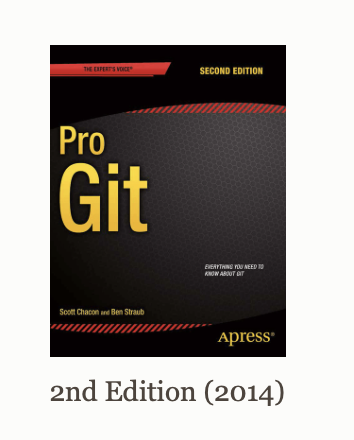 THE EXPERT'S VOICE®
SECOND EDITION
Pro
Git
EVERYTHING YOU NEED TO
KNOW ABOUT GIT
Scott Chacon and Ben Straub
Apress®
2nd Edition (2014)